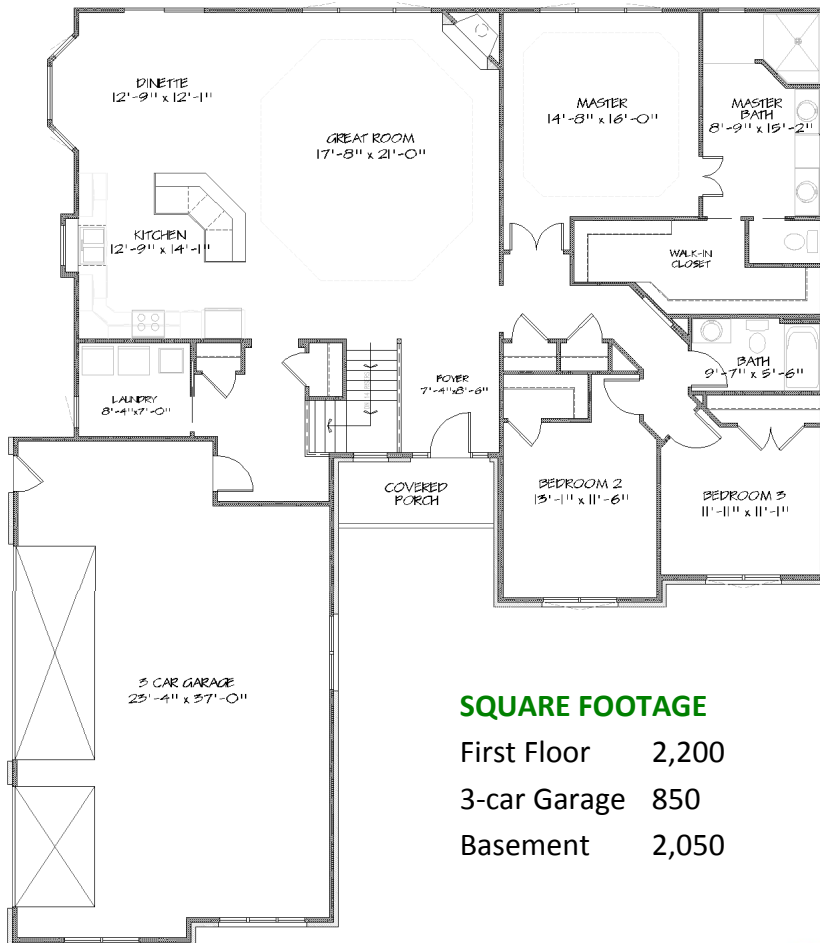 DINETTE
12'-9" x 12'-1"
GREAT ROOM
17'-8" x 21'-0"
MASTER
14'-8" x 16'-0"
MASTER
BATH
8'-9" x 15'-2"
KITCHEN
12'-9" x 14'-1"
WALK-IN
CLOSET
BATH
9'-7" x 5'-6"
LAUNDRY
8'-4"x7'-0"
FOYER
7'-4"x8'-6"
COVERED
PORCH
BEDROOM 2
13'-1" x 11'-6"
BEDROOM 3
11'-11" x 11'-1"
3 CAR GARAGE
23'-4" x 37'-0"
SQUARE FOOTAGE
First Floor 2,200
3-car Garage 850
Basement 2,050